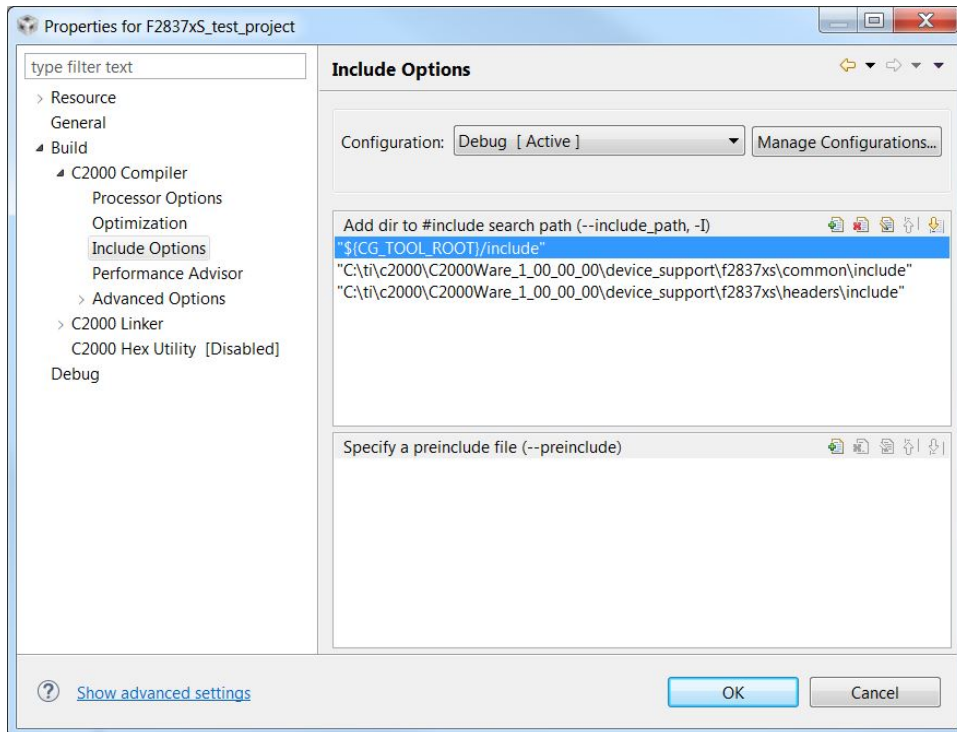 Properties for F2837xS_test_project
type filter text
Resource
General
Build
C2000 Compiler
Processor Options
Optimization
Include Options
Performance Advisor
Advanced Options
C2000 Linker
C2000 Hex Utility [Disabled]
Debug
Include Options
Configuration: Debug [ Active ] Manage Configurations...
Add dir to #include search path (--include_path, -I)
"${CG_TOOL_ROOT}/include"
"C:\ti\c2000\C2000Ware_1_00_00_00\device_support\f2837xs\common\include"
"C:\ti\c2000\C2000Ware_1_00_00_00\device_support\f2837xs\headers\include"
Specify a preinclude file (--preinclude)
Show advanced settings
OK Cancel